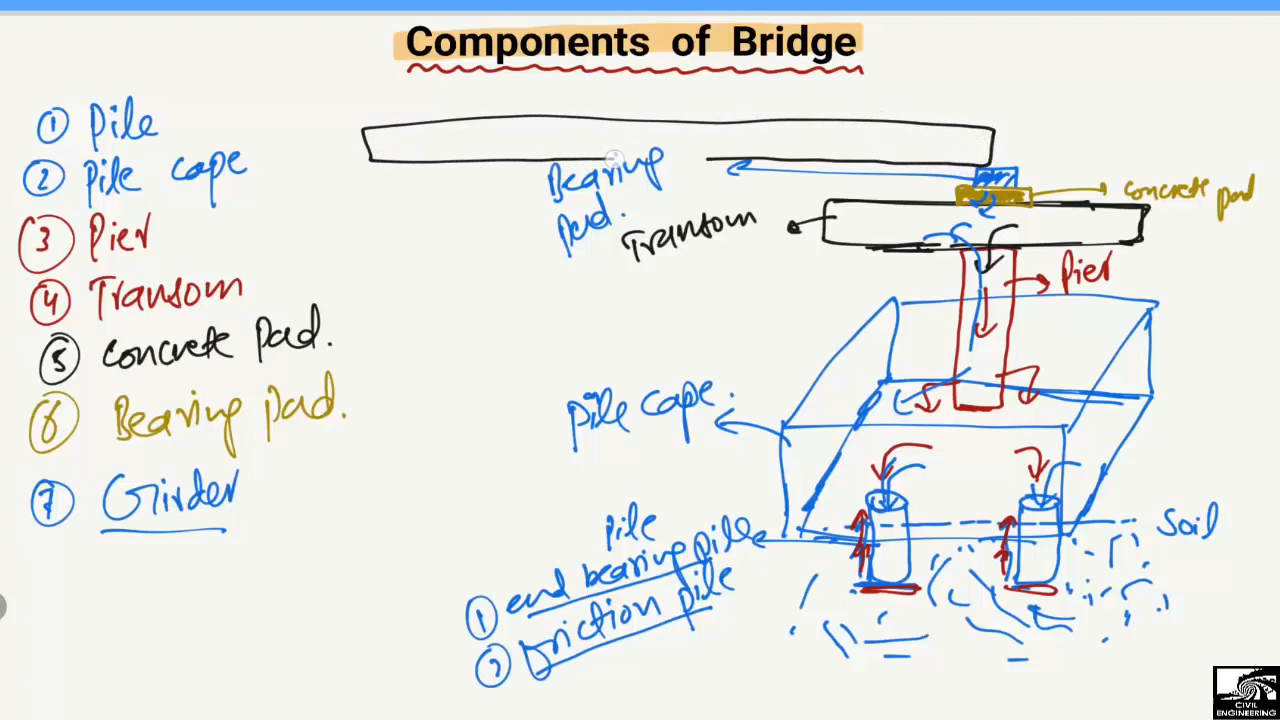 Components of Bridge
① Pile
② Pile cape
③ Pier
④ Transom
⑤ Concrete Pad.
⑥ Bearing Pad.
⑦ Girder
Bearing
Pad.
Transom
concrete pad
Pier
pile cape.
Soil
pile
① end bearing pile
② Friction pile
CIVIL
ENGINEERING